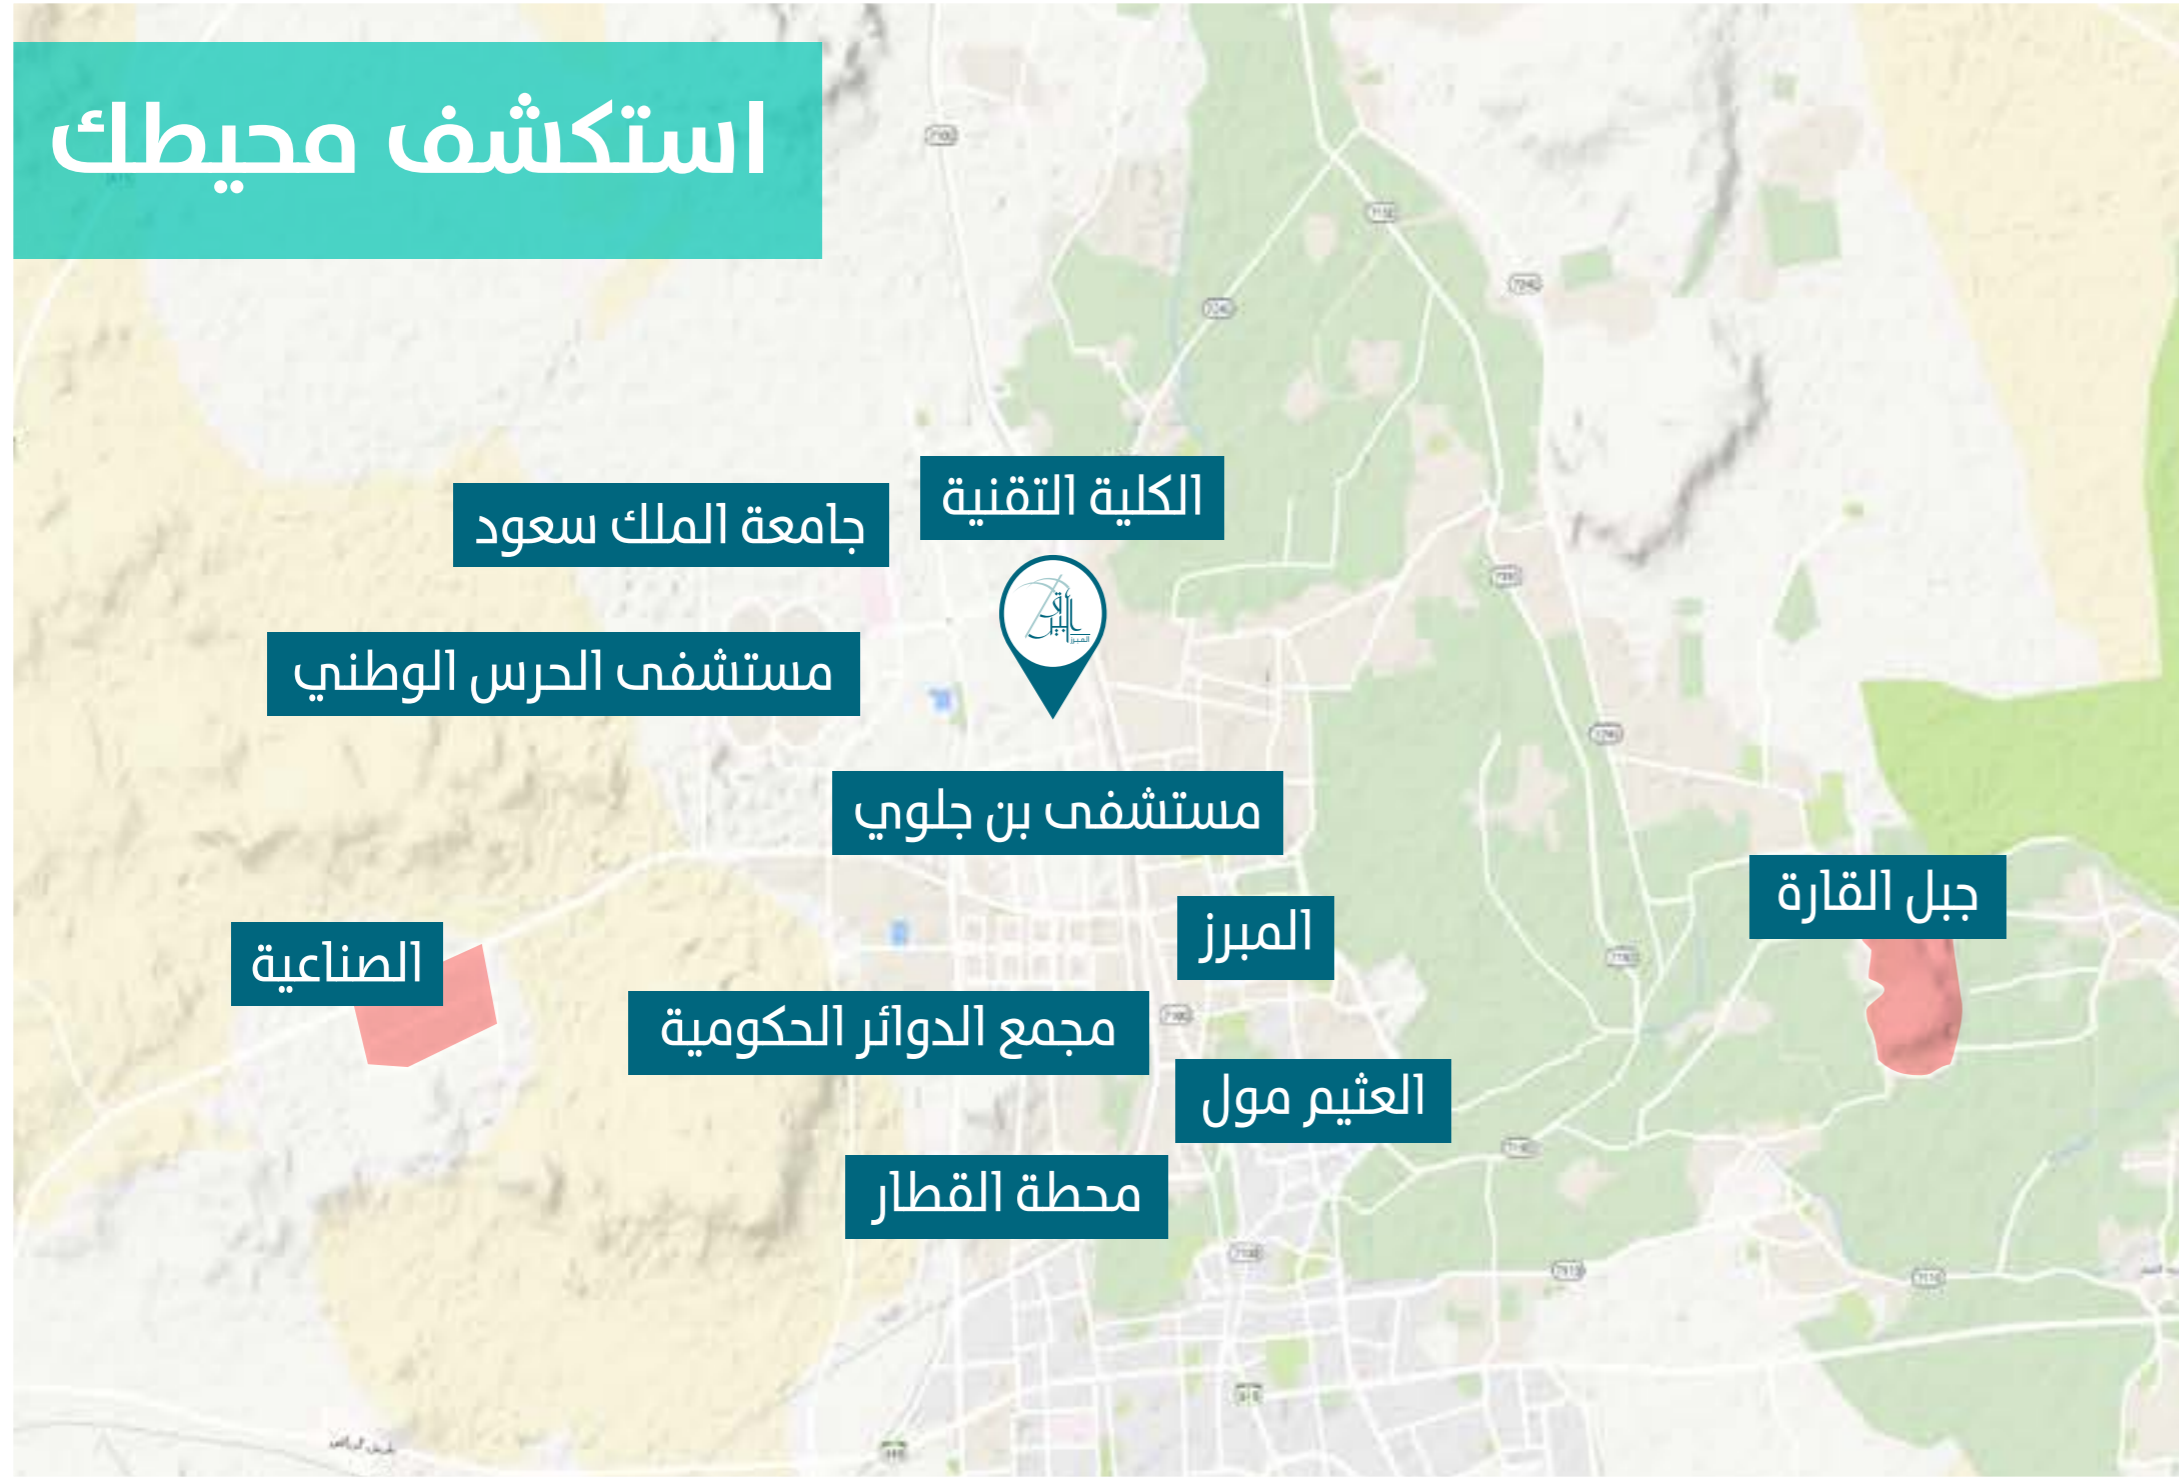 استكشف محيطك
الكلية التقنية
جامعة الملك سعود
المبرز
مستشفى الحرس الوطني
مستشفى بن جلوي
جبل القارة
المبرز
الصناعية
مجمع الدوائر الحكومية
العثيم مول
محطة القطار